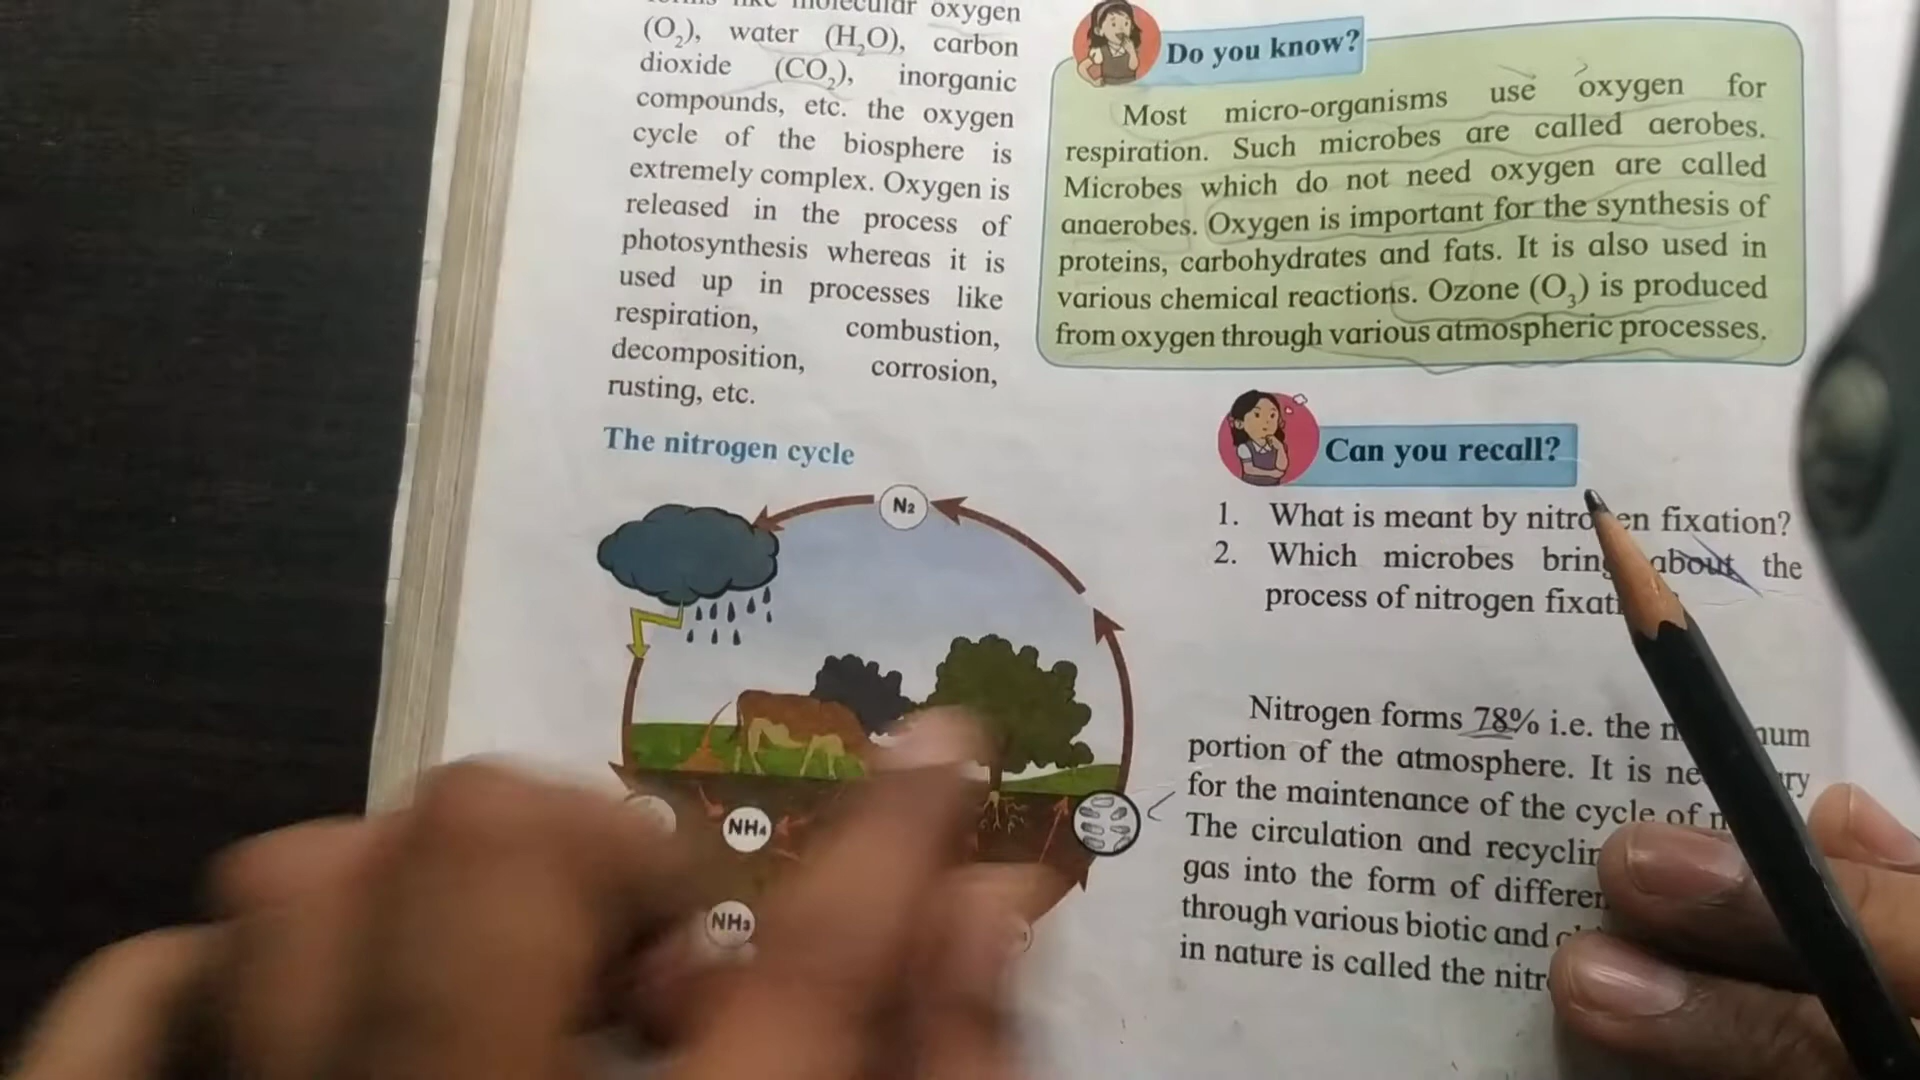 molecular oxygen
(O₂), water (H₂O), carbon
dioxide (CO₂), inorganic
compounds, etc. the oxygen
cycle of the biosphere is
extremely complex. Oxygen is
released in the process of
photosynthesis whereas it is
used up in processes like
respiration, combustion,
decomposition, corrosion,
rusting, etc.
The nitrogen cycle
N₂
NH₄
NH₃
Do you know?
Most micro-organisms use oxygen for
respiration. Such microbes are called aerobes.
Microbes which do not need oxygen are called
anaerobes. Oxygen is important for the synthesis of
proteins, carbohydrates and fats. It is also used in
various chemical reactions. Ozone (O₃) is produced
from oxygen through various atmospheric processes.
Can you recall?
1. What is meant by nitrogen fixation?
2. Which microbes bring about the
process of nitrogen
Nitrogen forms 78% i.e. the
portion of the atmosphere. It is
for the maintenance of the cycle of
The circulation and
gas into the form of
through various biotic and
in nature is called the